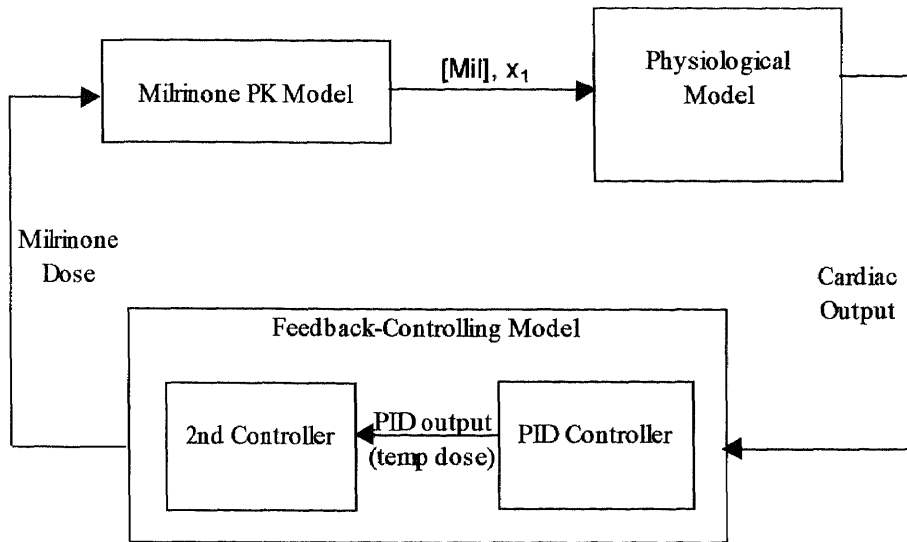 Milrinone PK Model
[Mil], x₁
Physiological
Model
Milrinone
Dose
Cardiac
Output
Feedback-Controlling Model
2nd Controller
PID output
(temp dose)
PID Controller